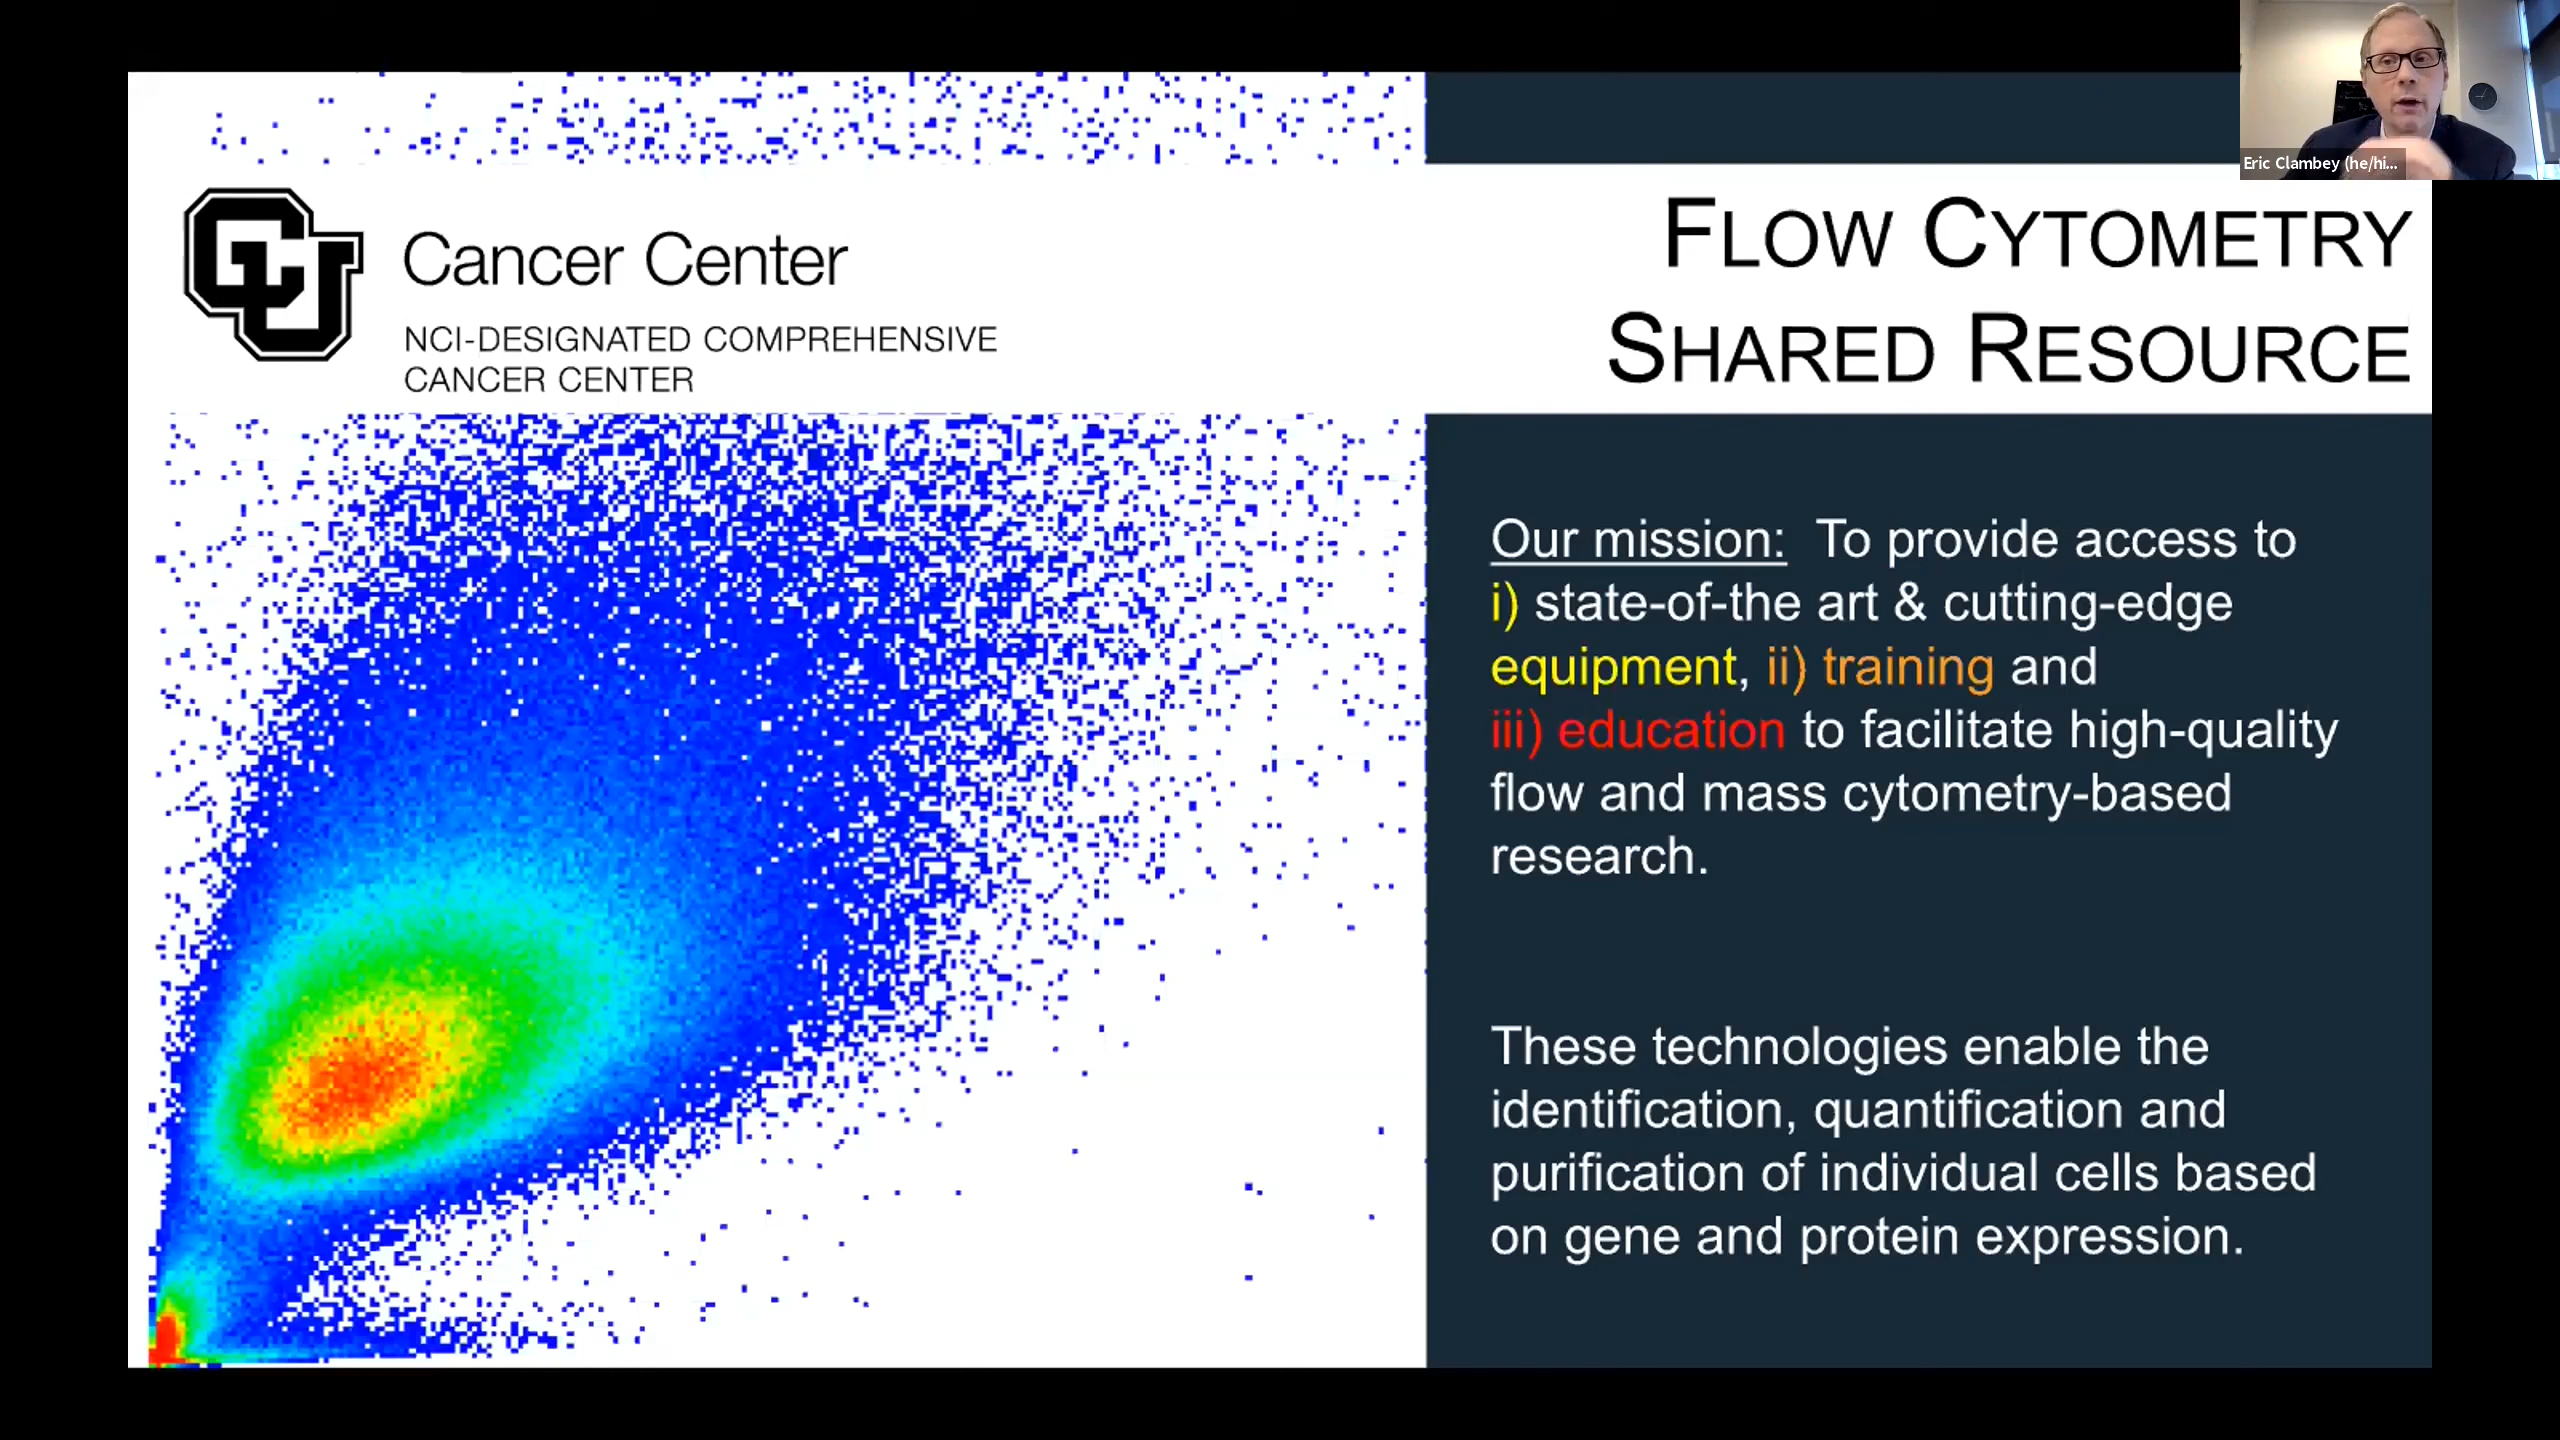 Eric Clambey (he/hi...
CU
Cancer Center
NCI-DESIGNATED COMPREHENSIVE
CANCER CENTER
FLOW CYTOMETRY
SHARED RESOURCE
Our mission: To provide access to
i) state-of-the art & cutting-edge
equipment, ii) training and
iii) education to facilitate high-quality
flow and mass cytometry-based
research.
These technologies enable the
identification, quantification and
purification of individual cells based
on gene and protein expression.